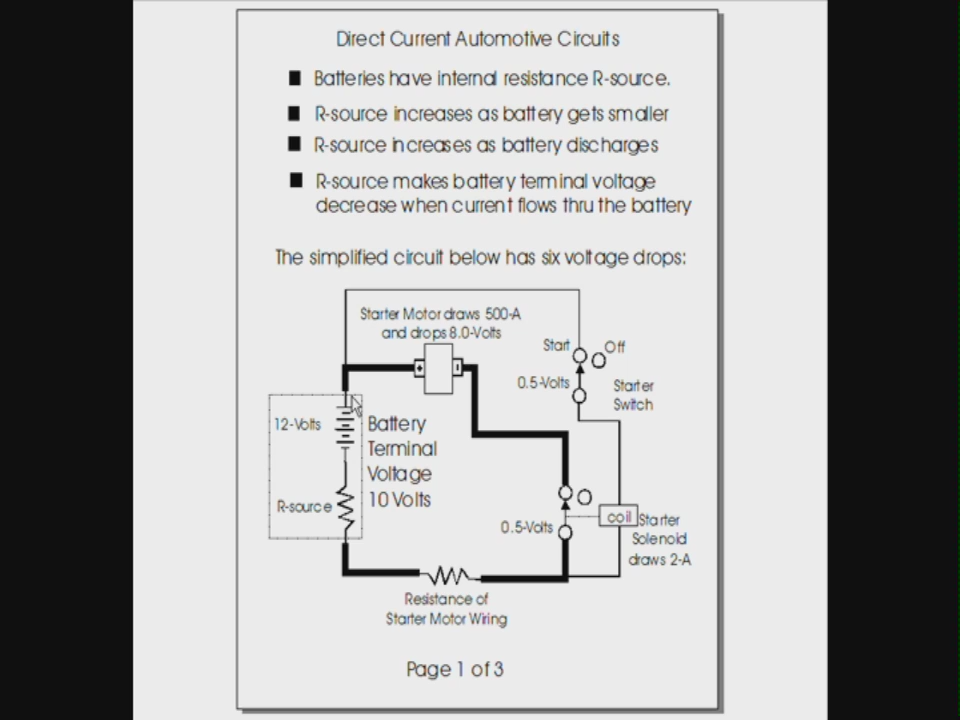 Direct Current Automotive Circuits
Batteries have internal resistance R-source.
R-source increases as battery gets smaller
R-source increases as battery discharges
R-source makes battery terminal voltage
decrease when current flows thru the battery
The simplified circuit below has six voltage drops:
Starter Motor draws 500-A
and drops 8.0-Volts
Start
Off
0.5-Volts
Starter
Switch
12-Volts
Battery
Terminal
Voltage
10 Volts
R-source
0.5-Volts
coil
Starter
Solenoid
draws 2-A
Resistance of
Starter Motor Wiring
Page 1 of 3